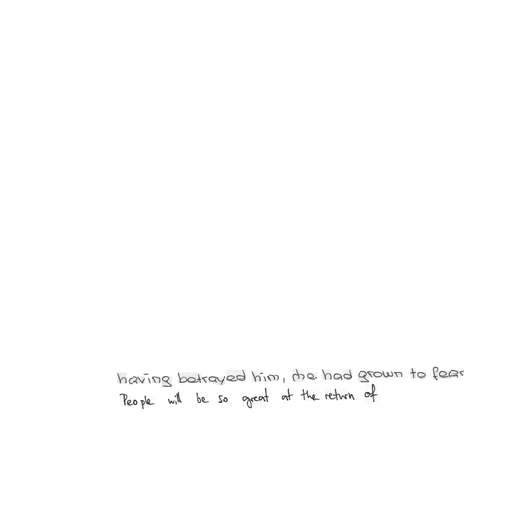 having betrayed him, she had grown to fear
People will be so great at the return of